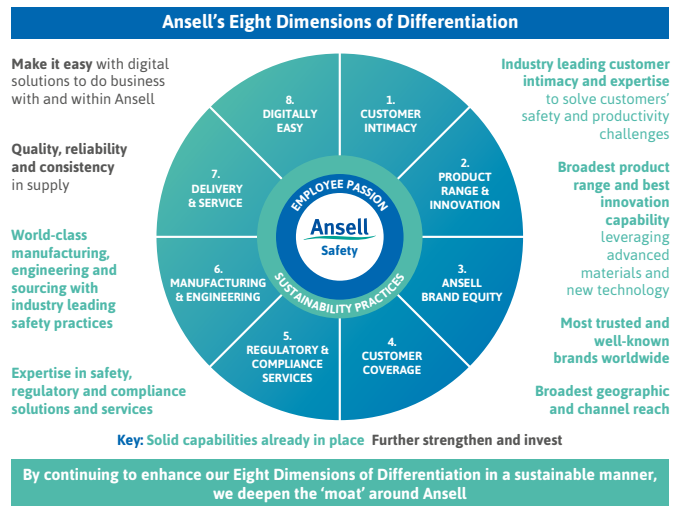 Ansell’s Eight Dimensions of Differentiation
Make it easy with digital
solutions to do business
with and within Ansell
Quality, reliability
and consistency
in supply
World-class
manufacturing,
engineering and
sourcing with
industry leading
safety practices
Expertise in safety,
regulatory and compliance
solutions and services
8.
DIGITALLY
EASY
1.
CUSTOMER
INTIMACY
7.
DELIVERY
& SERVICE
2.
PRODUCT
RANGE &
INNOVATION
EMPLOYEE PASSION
Ansell
Safety
SUSTAINABILITY PRACTICES
6.
MANUFACTURING
& ENGINEERING
3.
ANSELL
BRAND EQUITY
5.
REGULATORY &
COMPLIANCE
SERVICES
4.
CUSTOMER
COVERAGE
Industry leading customer
intimacy and expertise
to solve customers’
safety and productivity
challenges
Broadest product
range and best
innovation
capability
leveraging
advanced
materials and
new technology
Most trusted and
well-known
brands worldwide
Broadest geographic
and channel reach
Key: Solid capabilities already in place Further strengthen and invest
By continuing to enhance our Eight Dimensions of Differentiation in a sustainable manner,
we deepen the ‘moat’ around Ansell